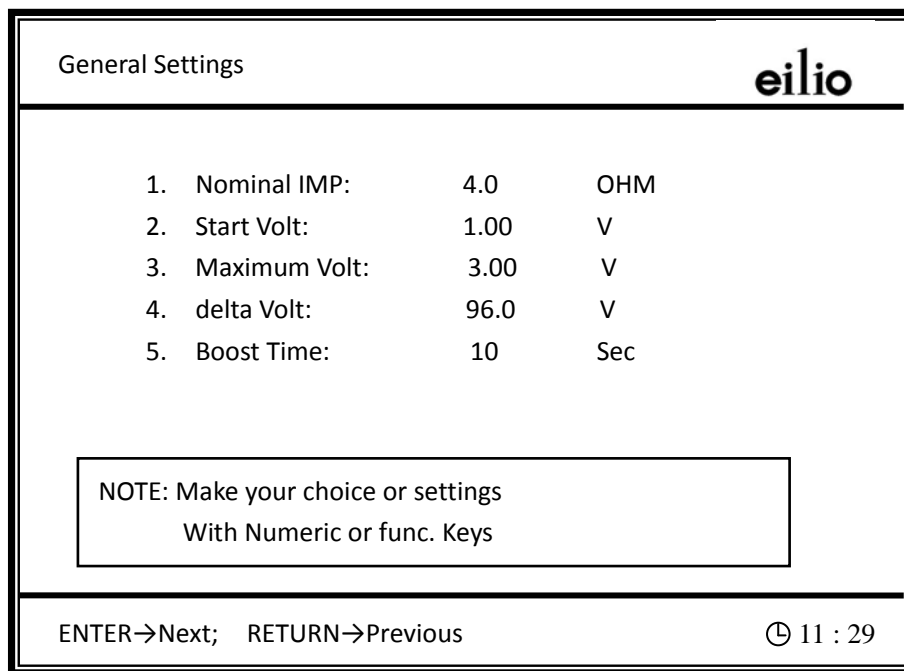 General Settings
eilio
1. Nominal IMP: 4.0 OHM
2. Start Volt: 1.00 V
3. Maximum Volt: 3.00 V
4. delta Volt: 96.0 V
5. Boost Time: 10 Sec
NOTE: Make your choice or settings
With Numeric or func. Keys
ENTER→Next; RETURN→Previous
11 : 29